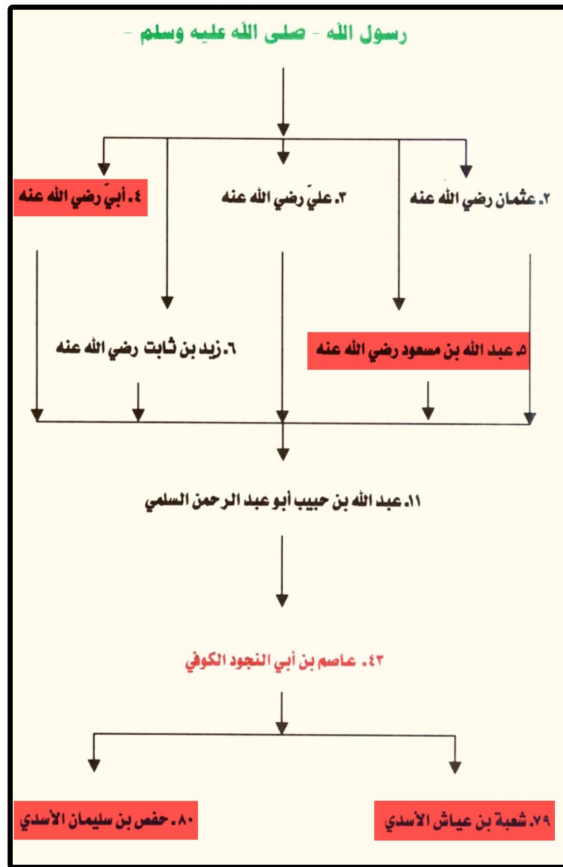 رسول الله - صلى الله عليه وسلم -
٢. عثمان رضي الله عنه
٣. عليّ رضي الله عنه
٤. أبيّ رضي الله عنه
٥. عبد الله بن مسعود رضي الله عنه
٦. زيد بن ثابت رضي الله عنه
١١. عبد الله بن حبيب أبو عبد الرحمن السلمي
٤٣. عاصم بن أبي النجود الكوفي
٧٩. شعبة بن عياش الأسدي
٨٠. حفص بن سليمان الأسدي